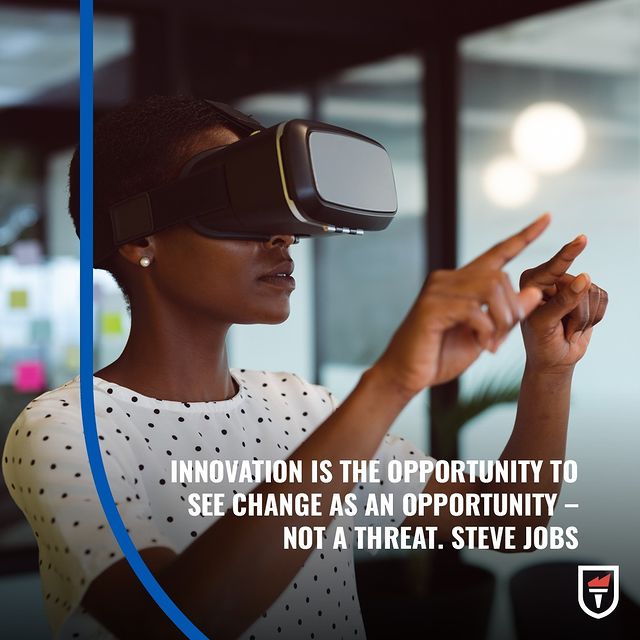 INNOVATION IS THE OPPORTUNITY TO
SEE CHANGE AS AN OPPORTUNITY –
NOT A THREAT. STEVE JOBS